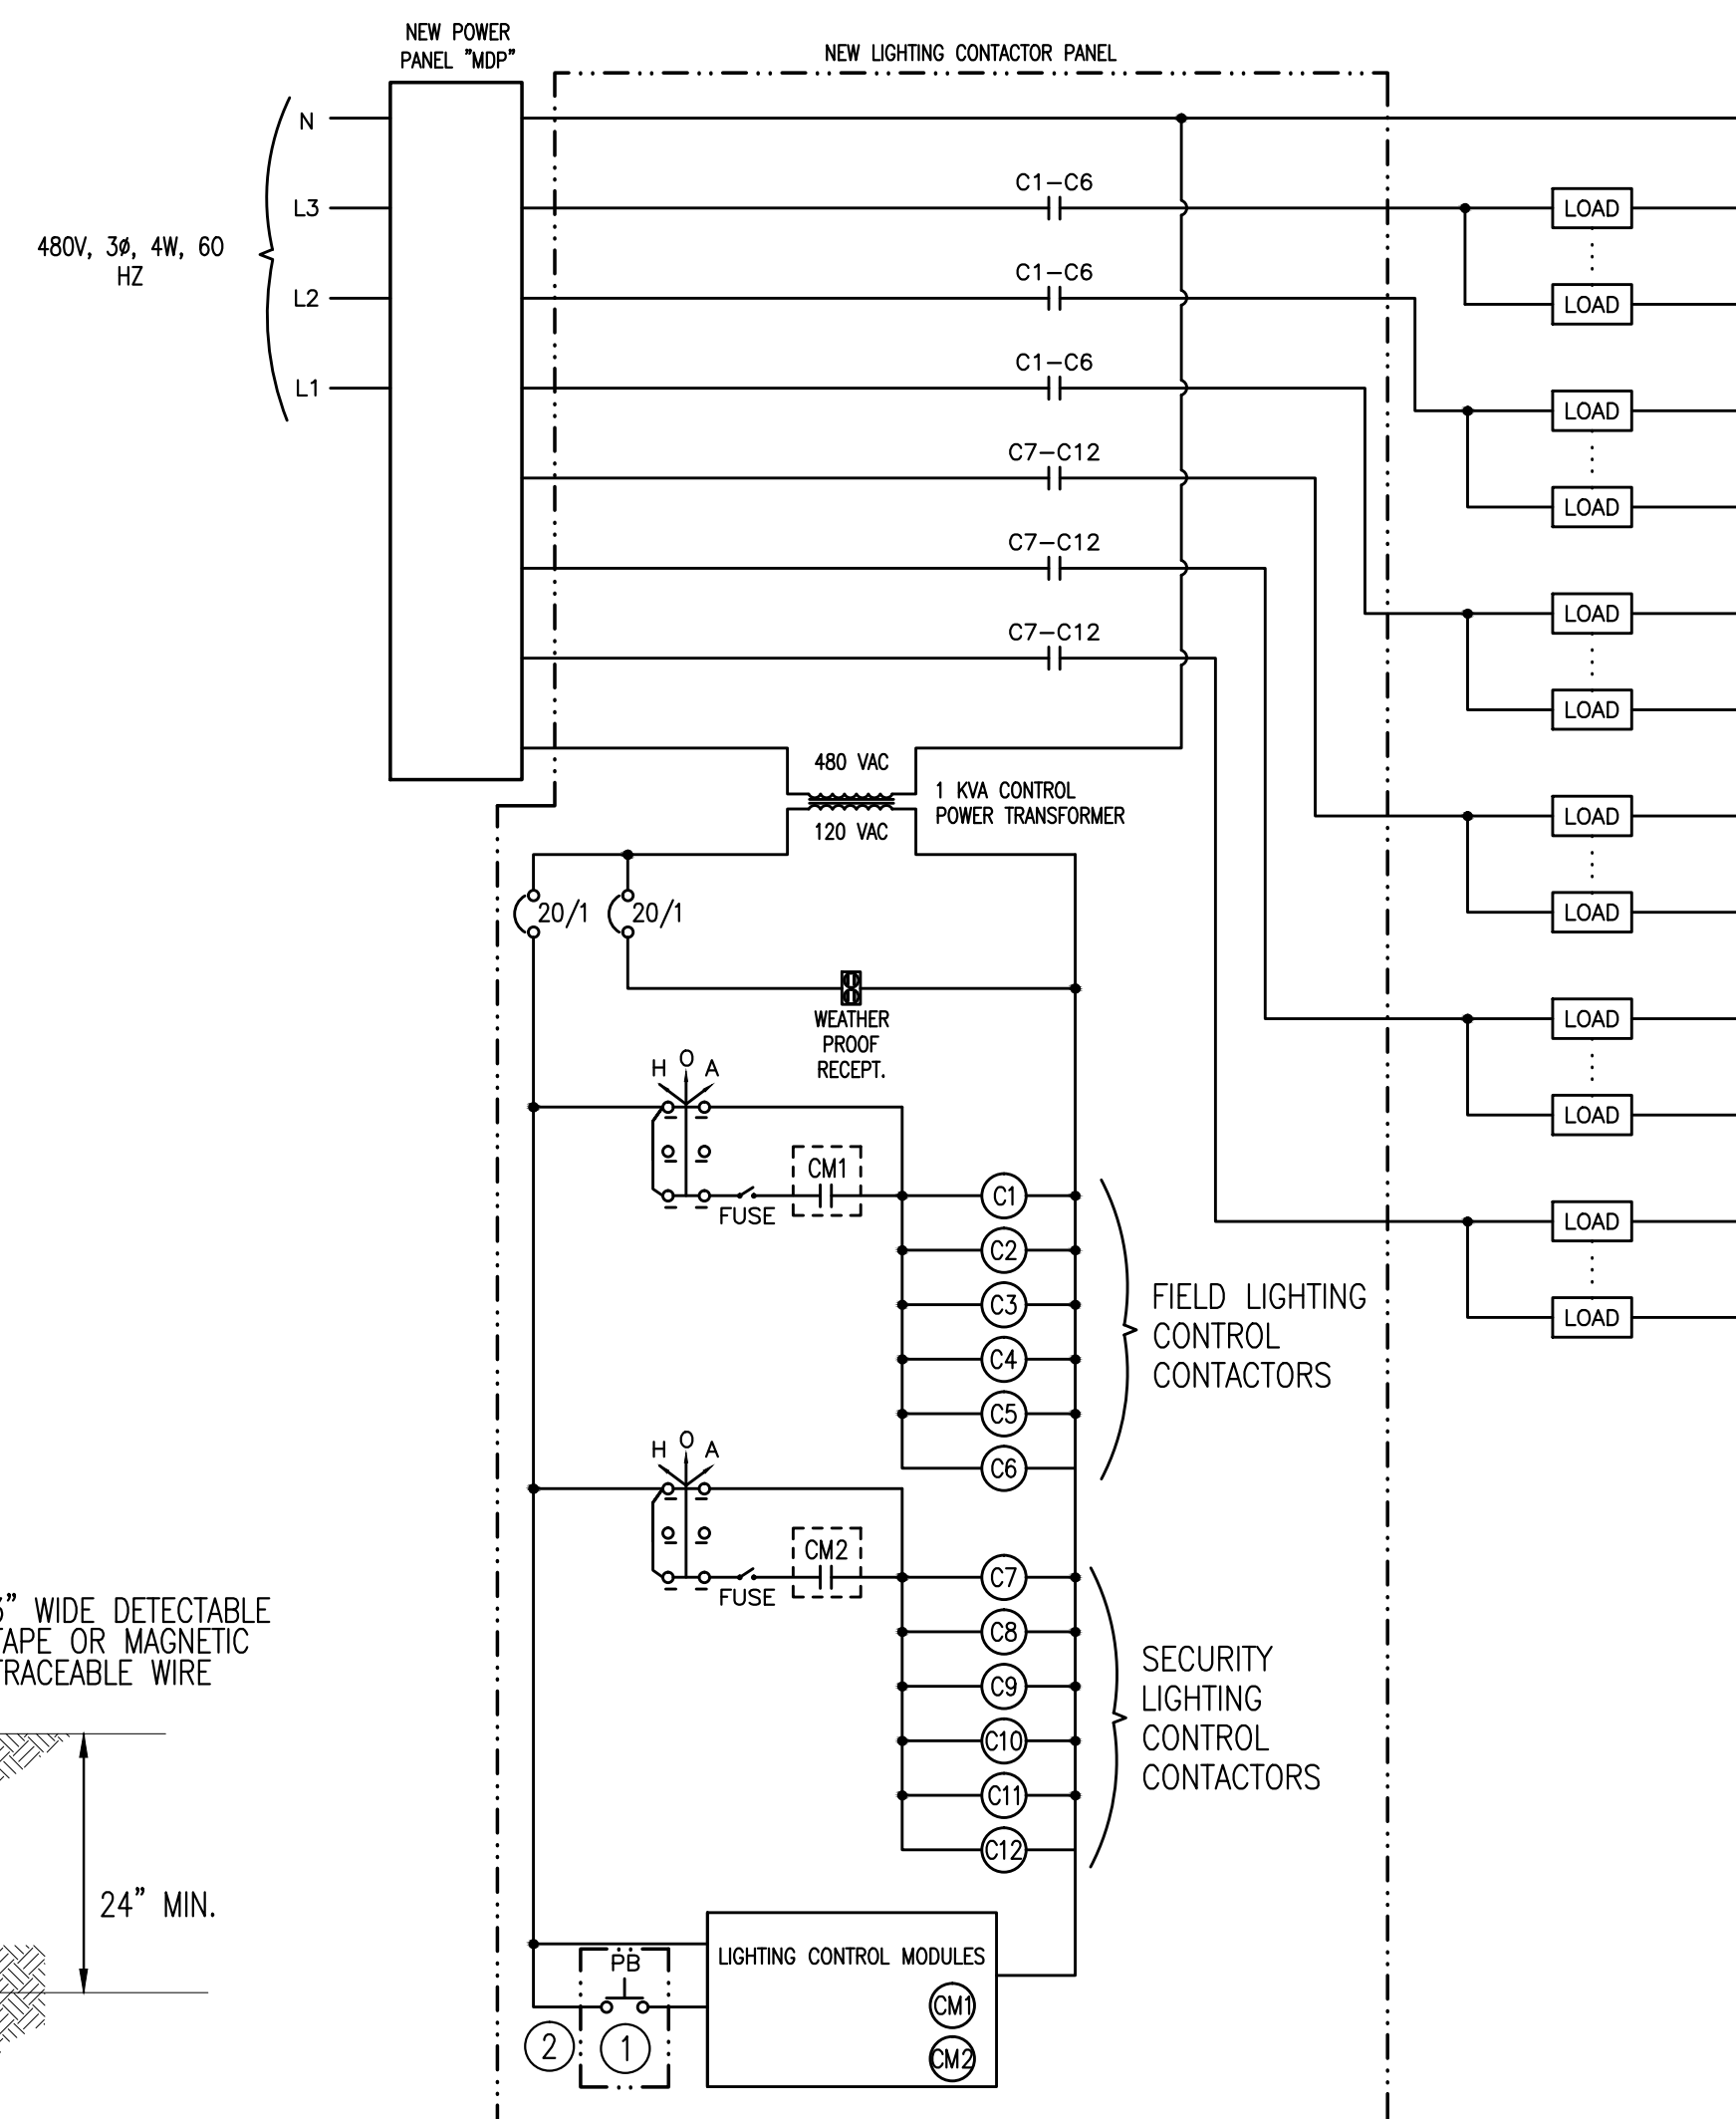 NEW POWER
PANEL "MDP"
NEW LIGHTING CONTACTOR PANEL
N
L3
L2
L1
480V, 3ø, 4W, 60
HZ
C1-C6
C1-C6
C1-C6
C7-C12
C7-C12
C7-C12
LOAD
LOAD
LOAD
LOAD
LOAD
LOAD
LOAD
LOAD
LOAD
LOAD
LOAD
LOAD
480 VAC
120 VAC
1 KVA CONTROL
POWER TRANSFORMER
20/1
20/1
WEATHER
PROOF
RECEPT.
H O A
CM1
FUSE
C1
C2
C3
C4
C5
C6
FIELD LIGHTING
CONTROL
CONTACTORS
H O A
CM2
FUSE
C7
C8
C9
C10
C11
C12
SECURITY
LIGHTING
CONTROL
CONTACTORS
WIDE DETECTABLE
OR MAGNETIC
WIRE
24" MIN.
LIGHTING CONTROL MODULES
CM1
CM2
PB
2
1